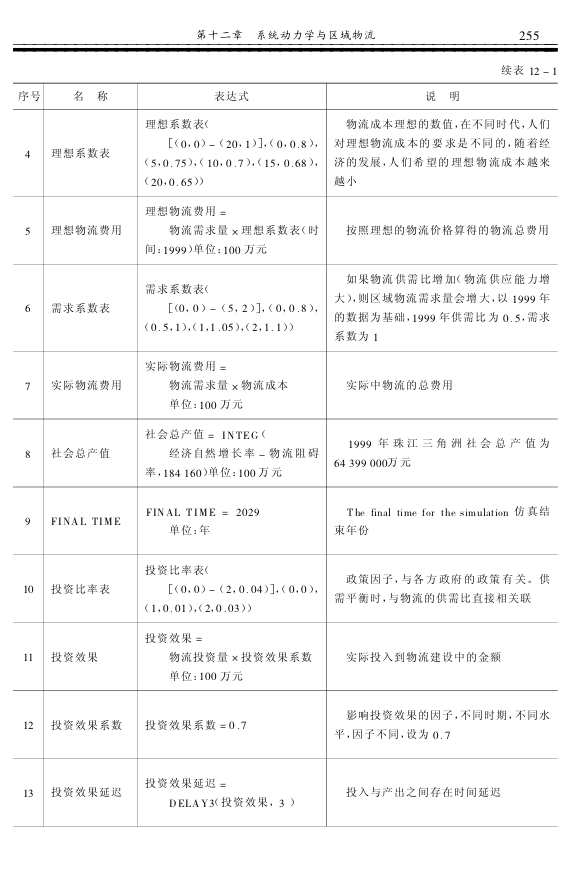 第十二章 系统动力学与区域物流 255
续表 12-1
序号 名 称 表达式 说 明
4 理想系数表
理想系数表(
[(0,0)-(20,1)],(0,0.8),
(5,0.75),(10,0.7),(15,0.68),
(20,0.65))
物流成本理想的数值,在不同时代,人们
对理想物流成本的要求是不同的,随着经
济的发展,人们希望的理想物流成本越来
越小
5 理想物流费用
理想物流费用=
物流需求量×理想系数表(时
间:1999)单位:100 万元
按照理想的物流价格算得的物流总费用
6 需求系数表
需求系数表(
[(0,0)-(5,2)],(0,0.8),
(0.5,1),(1,1.05),(2,1.1))
如果物流供需比增加(物流供应能力增
大),则区域物流需求量会增大,以 1999 年
的数据为基础,1999 年供需比为 0.5,需求
系数为 1
7 实际物流费用
实际物流费用=
物流需求量×物流成本
单位:100 万元
实际中物流的总费用
8 社会总产值
社会总产值= INTEG(
经济自然增长率-物流阻碍
率,184 160)单位:100 万元
1999 年珠江三角洲社会总产值为
64 399 000万元
9 FINAL TIME
FINAL TIME = 2029
单位:年
The final time for the simulation 仿真结
束年份
10 投资比率表
投资比率表(
[(0,0)-(2,0.04)],(0,0),
(1,0.01),(2,0.03))
政策因子,与各方政府的政策有关。供
需平衡时,与物流的供需比直接相关联
11 投资效果
投资效果=
物流投资量×投资效果系数
单位:100 万元
实际投入到物流建设中的金额
12 投资效果系数 投资效果系数=0.7
影响投资效果的因子,不同时期,不同水
平,因子不同,设为 0.7
13 投资效果延迟
投资效果延迟=
DELAY3(投资效果,3 )
投入与产出之间存在时间延迟